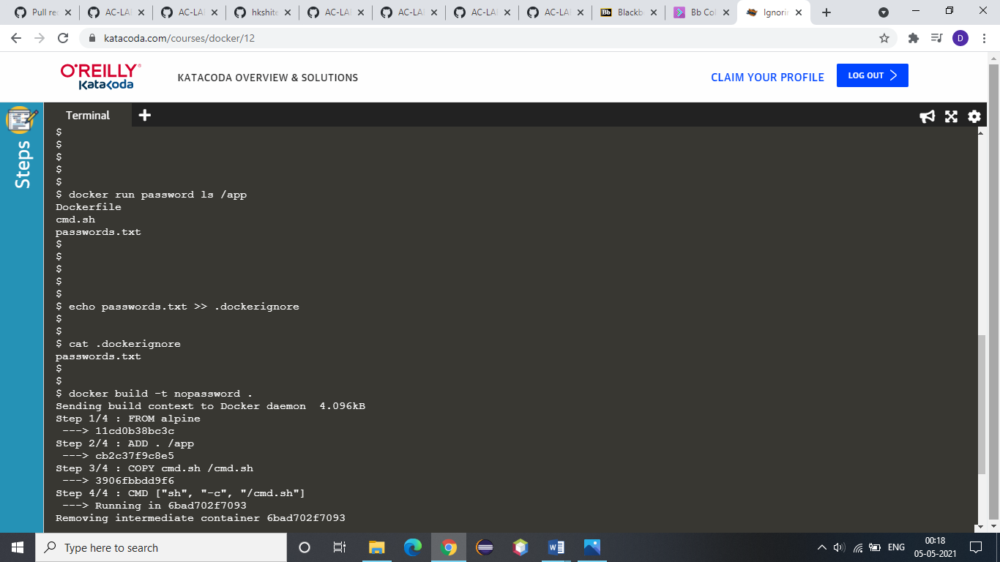 Pull re
AC-LA
AC-LA
hkshite
AC-LA
AC-LA
AC-LA
AC-LA
Bb Blackb
Bb Co
Ignori
katacoda.com/courses/docker/12
D
O'REILLY®
Katacoda
KATACODA OVERVIEW & SOLUTIONS
CLAIM YOUR PROFILE
LOG OUT
Steps
Terminal
$
$
$
$
$
$ docker run password ls /app
Dockerfile
cmd.sh
passwords.txt
$
$
$
$
$
$ echo passwords.txt >> .dockerignore
$
$
$ cat .dockerignore
passwords.txt
$
$
$ docker build -t nopassword .
Sending build context to Docker daemon  4.096kB
Step 1/4 : FROM alpine
 ---> 11cd0b38bc3c
Step 2/4 : ADD . /app
 ---> cb2c37f9c8e5
Step 3/4 : COPY cmd.sh /cmd.sh
 ---> 3906fbbdd9f6
Step 4/4 : CMD ["sh", "-c", "/cmd.sh"]
 ---> Running in 6bad702f7093
Removing intermediate container 6bad702f7093
Type here to search
ENG
00:18
05-05-2021